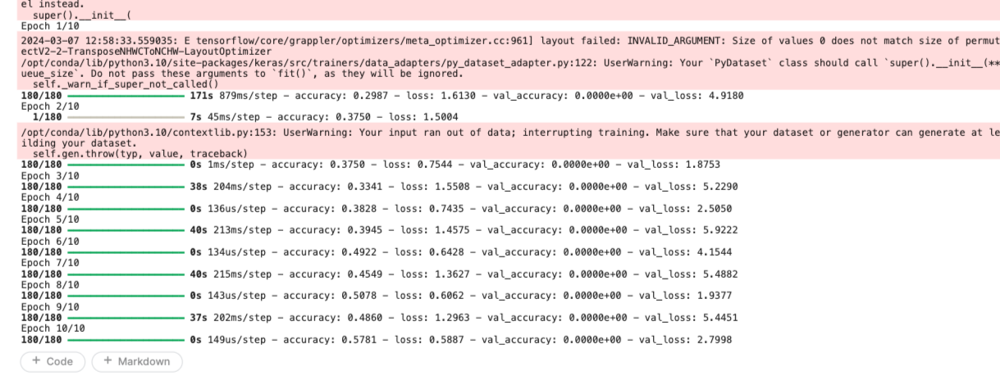 el instead.
  super().__init__(
Epoch 1/10
2024-03-07 12:58:33.559035: E tensorflow/core/grappler/optimizers/meta_optimizer.cc:961] layout failed: INVALID_ARGUMENT: Size of values 0 does not match size of permut
ectV2-2-TransposeNHWCToNCHW-LayoutOptimizer
/opt/conda/lib/python3.10/site-packages/keras/src/trainers/data_adapters/py_dataset_adapter.py:122: UserWarning: Your `PyDataset` class should call `super().__init__(**
ueue_size`. Do not pass these arguments to `fit()`, as they will be ignored.
  self._warn_if_super_not_called()
180/180 171s 879ms/step - accuracy: 0.2987 - loss: 1.6130 - val_accuracy: 0.0000e+00 - val_loss: 4.9180
Epoch 2/10
1/180 7s 45ms/step - accuracy: 0.3750 - loss: 1.5004
/opt/conda/lib/python3.10/contextlib.py:153: UserWarning: Your input ran out of data; interrupting training. Make sure that your dataset or generator can generate at le
ilding your dataset.
  self.gen.throw(typ, value, traceback)
180/180 0s 1ms/step - accuracy: 0.3750 - loss: 0.7544 - val_accuracy: 0.0000e+00 - val_loss: 1.8753
Epoch 3/10
180/180 38s 204ms/step - accuracy: 0.3341 - loss: 1.5508 - val_accuracy: 0.0000e+00 - val_loss: 5.2290
Epoch 4/10
180/180 0s 136us/step - accuracy: 0.3828 - loss: 0.7435 - val_accuracy: 0.0000e+00 - val_loss: 2.5050
Epoch 5/10
180/180 40s 213ms/step - accuracy: 0.3945 - loss: 1.4575 - val_accuracy: 0.0000e+00 - val_loss: 5.9222
Epoch 6/10
180/180 0s 134us/step - accuracy: 0.4922 - loss: 0.6428 - val_accuracy: 0.0000e+00 - val_loss: 4.1544
Epoch 7/10
180/180 40s 215ms/step - accuracy: 0.4549 - loss: 1.3627 - val_accuracy: 0.0000e+00 - val_loss: 5.4882
Epoch 8/10
180/180 0s 143us/step - accuracy: 0.5078 - loss: 0.6062 - val_accuracy: 0.0000e+00 - val_loss: 1.9377
Epoch 9/10
180/180 37s 202ms/step - accuracy: 0.4860 - loss: 1.2963 - val_accuracy: 0.0000e+00 - val_loss: 5.4451
Epoch 10/10
180/180 0s 149us/step - accuracy: 0.5781 - loss: 0.5887 - val_accuracy: 0.0000e+00 - val_loss: 2.7998
+ Code + Markdown